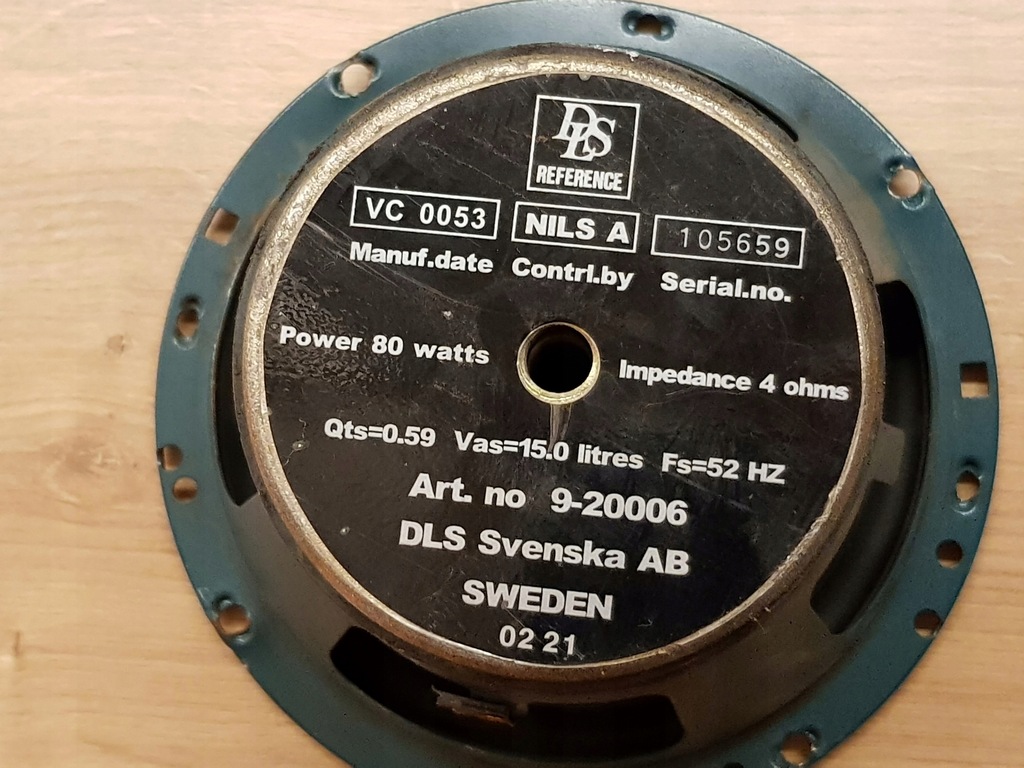 DLS
REFERENCE
VC 0053 NILS A 105659
Manuf.date Contrl.by Serial.no.
Power 80 watts Impedance 4 ohms
Qts=0.59 Vas=15.0 litres Fs=52 HZ
Art. no 9-20006
DLS Svenska AB
SWEDEN
02 21